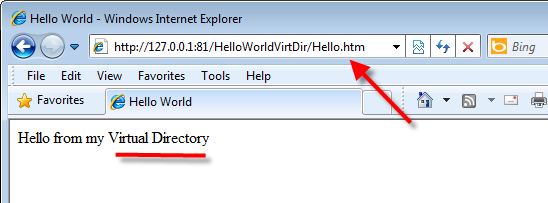 Hello World - Windows Internet Explorer
http://127.0.0.1:81/HelloWorldVirtDir/Hello.htm
Bing
File Edit View Favorites Tools Help
Favorites Hello World
Hello from my Virtual Directory